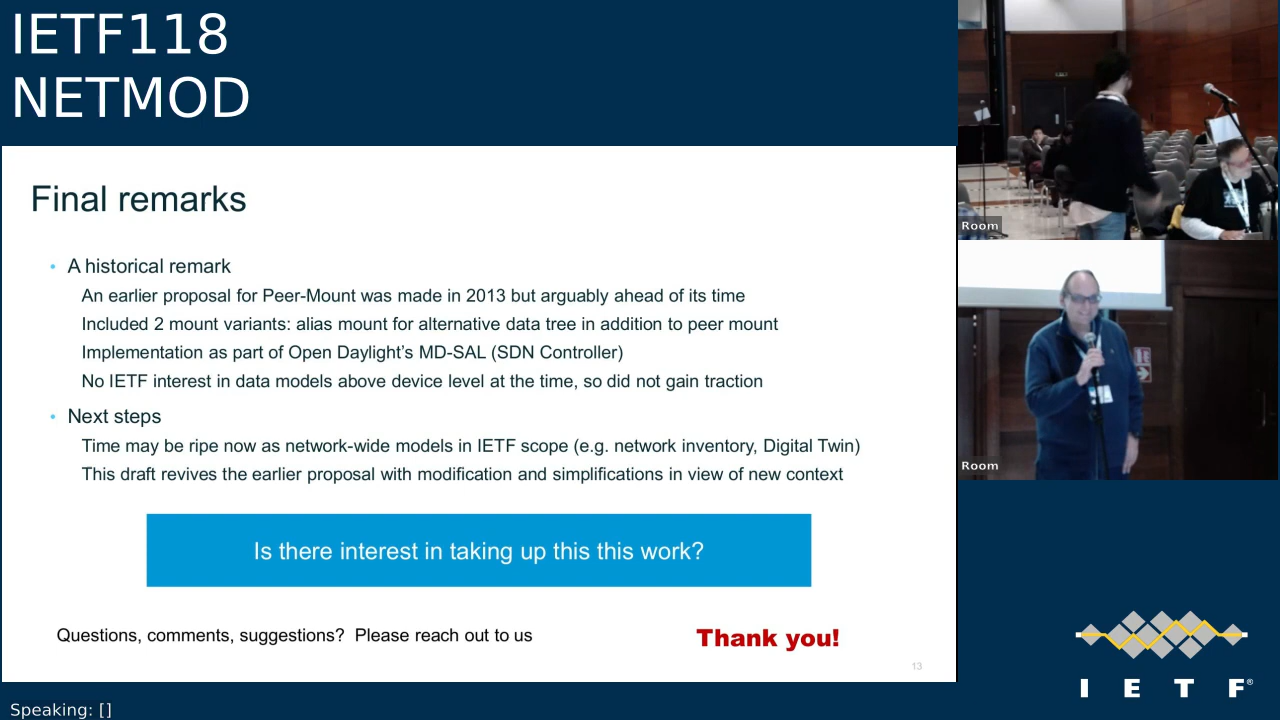 IETF118
NETMOD
Final remarks
• A historical remark
An earlier proposal for Peer-Mount was made in 2013 but arguably ahead of its time
Included 2 mount variants: alias mount for alternative data tree in addition to peer mount
Implementation as part of Open Daylight’s MD-SAL (SDN Controller)
No IETF interest in data models above device level at the time, so did not gain traction
• Next steps
Time may be ripe now as network-wide models in IETF scope (e.g. network inventory, Digital Twin)
This draft revives the earlier proposal with modification and simplifications in view of new context
Is there interest in taking up this this work?
Questions, comments, suggestions? Please reach out to us
Thank you!
13
Room
Room
I E T F®
Speaking: []